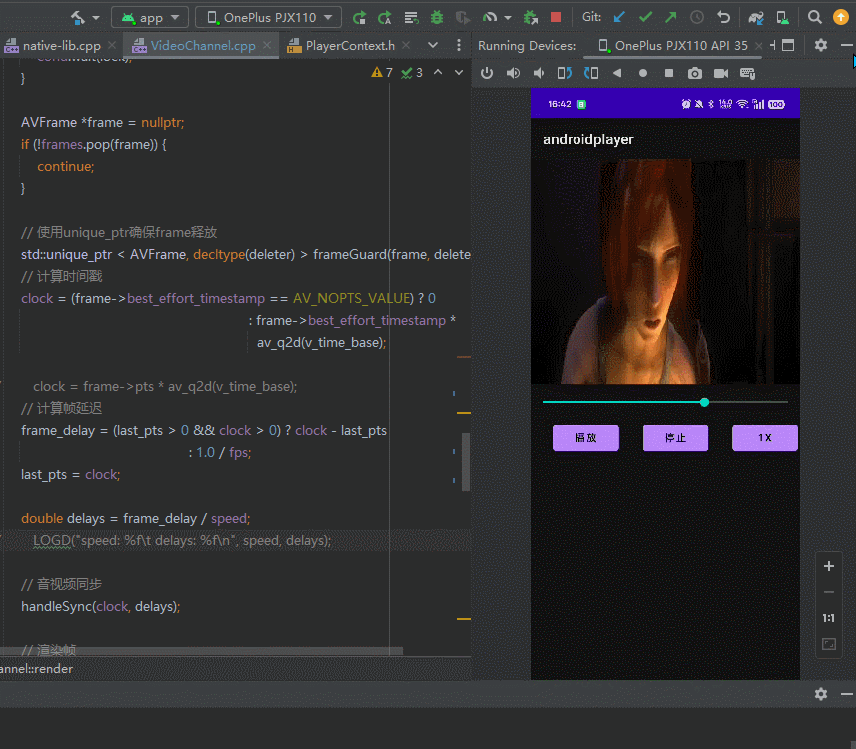 app
OnePlus PJX110
Git:
native-lib.cpp
VideoChannel.cpp
PlayerContext.h
Running Devices:
OnePlus PJX110 API 35
7
3
}
AVFrame *frame = nullptr;
if (!frames.pop(frame)) {
continue;
}
// 使用unique_ptr确保frame释放
std::unique_ptr < AVFrame, decltype(deleter) > frameGuard(frame, delete
// 计算时间戳
clock = (frame->best_effort_timestamp == AV_NOPTS_VALUE) ? 0
: frame->best_effort_timestamp *
av_q2d(v_time_base);
clock = frame->pts * av_q2d(v_time_base);
// 计算帧延迟
frame_delay = (last_pts > 0 && clock > 0) ? clock - last_pts
: 1.0 / fps;
last_pts = clock;
double delays = frame_delay / speed;
LOGD("speed: %f\t delays: %f\n", speed, delays);
// 音视频同步
handleSync(clock, delays);
// 渲染帧
annel::render
16:42
100
androidplayer
播放
停止
1X
1:1